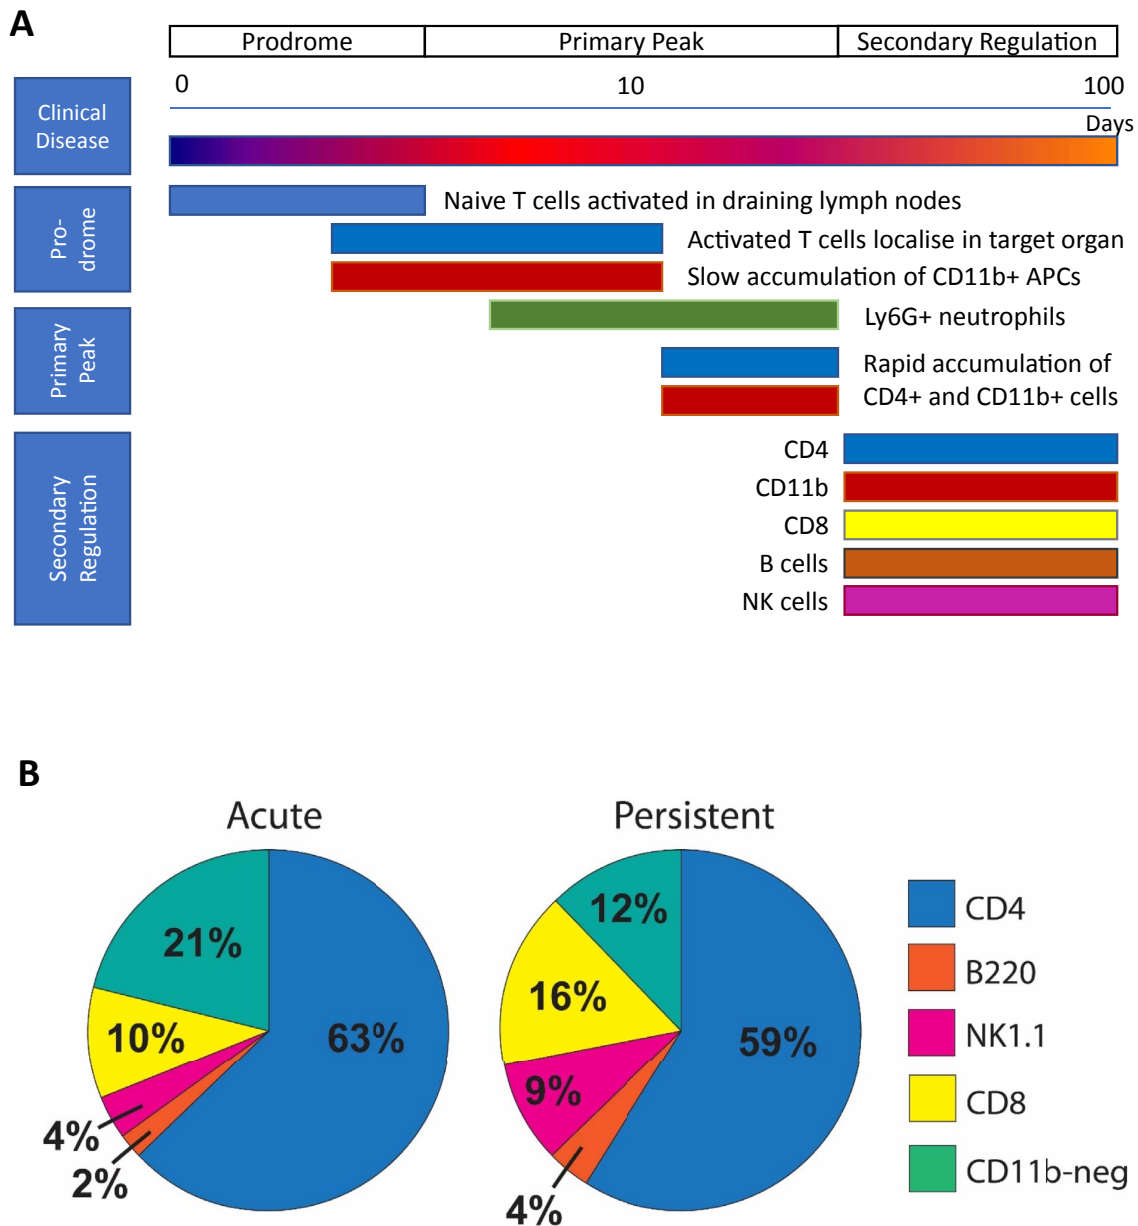 A
Prodrome
Primary Peak
Secondary Regulation
0
10
100
Days
Clinical
Disease
Pro-
drome
Naive T cells activated in draining lymph nodes
Activated T cells localise in target organ
Slow accumulation of CD11b+ APCs
Primary
Peak
Ly6G+ neutrophils
Rapid accumulation of
CD4+ and CD11b+ cells
Secondary
Regulation
CD4
CD11b
CD8
B cells
NK cells
B
Acute
21%
10%
63%
4%
2%
Persistent
12%
16%
59%
9%
4%
CD4
B220
NK1.1
CD8
CD11b-neg